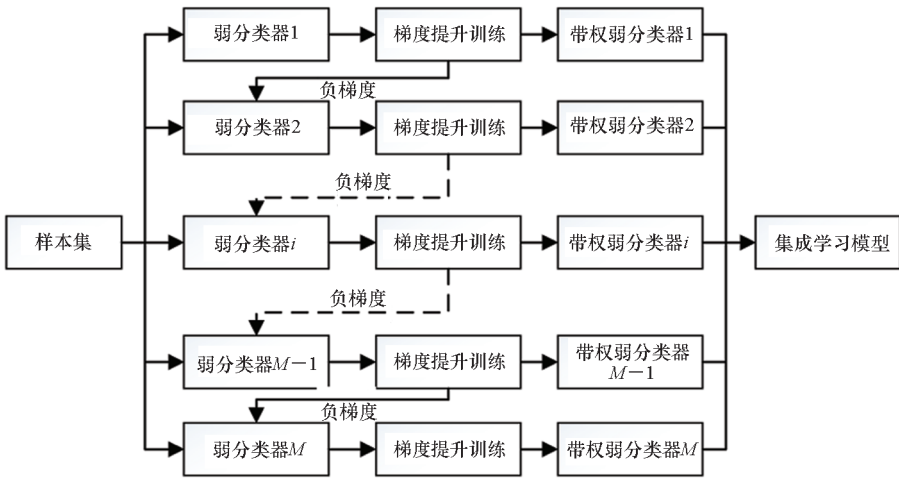 弱分类器1
梯度提升训练
带权弱分类器1
负梯度
弱分类器2
梯度提升训练
带权弱分类器2
负梯度
样本集
弱分类器i
梯度提升训练
带权弱分类器i
集成学习模型
负梯度
弱分类器M-1
梯度提升训练
带权弱分类器
M-1
负梯度
弱分类器M
梯度提升训练
带权弱分类器M